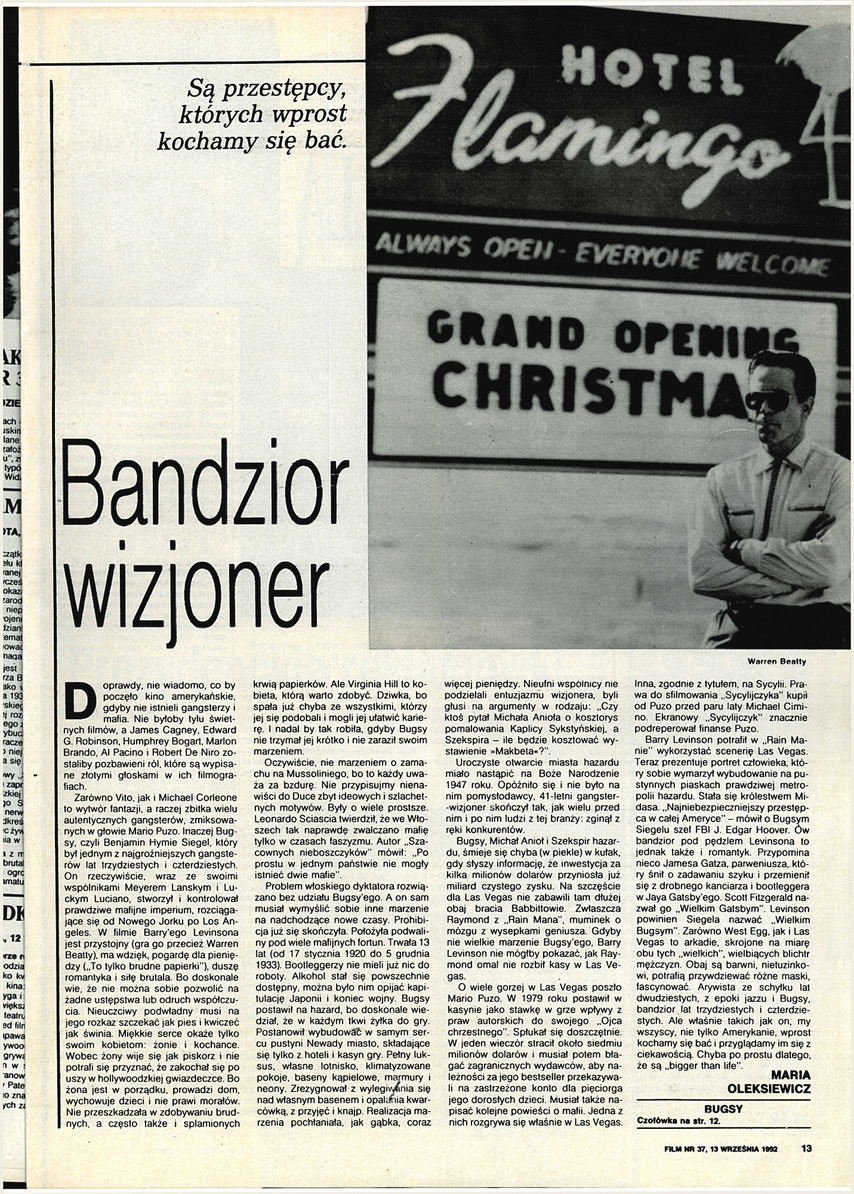 Są przestępcy,
których wprost
kochamy się bać.
HOTEL
Flamingo
ALWAYS OPEN - EVERYONE WELCOME
GRAND OPENING
CHRISTMA
Bandzior
wizjoner
Warren Beatty
Doprawdy, nie wiadomo, co by
poczęło kino amerykańskie,
gdyby nie istnieli gangsterzy i
mafia. Nie byłoby tylu świet-
nych filmów, a James Cagney, Edward
G. Robinson, Humphrey Bogart, Marlon
Brando, Al Pacino i Robert De Niro zo-
staliby pozbawieni ról, które są wypisa-
ne złotymi głoskami w ich filmogra-
fiach.
Zarówno Vito, jak i Michael Corleone
to wytwór fantazji, a raczej zbitka wielu
autentycznych gangsterów, zmiksowa-
nych w głowie Mario Puzo. Inaczej Bug-
sy, czyli Benjamin Hymie Siegel, który
był jednym z najgroźniejszych gangste-
rów lat trzydziestych i czterdziestych.
On rzeczywiście, wraz ze swoimi
wspólnikami Meyerem Lanskym i Lu-
ckym Luciano, stworzył i kontrolował
prawdziwe mafijne imperium, rozciąga-
jące się od Nowego Jorku po Los An-
geles. W filmie Barry'ego Levinsona
jest przystojny (gra go przecież Warren
Beatty), ma wdzięk, pogardę dla pienię-
dzy („To tylko brudne papierki"), duszę
romantyka i siłę brutala. Bo doskonale
wie, że nie można sobie pozwolić na
żadne ustępstwa lub odruch współczu-
cia. Nieuczciwy podwładny musi na
jego rozkaz szczekać jak pies i kwiczeć
jak świnia. Miękkie serce okaże tylko
swoim kobietom: żonie i kochance.
Wobec żony wije się jak piskorz i nie
potrafi się przyznać, że zakochał się po
uszy w hollywoodzkiej gwiazdeczce. Bo
żona jest w porządku, prowadzi dom,
wychowuje dzieci i nie prawi morałów.
Nie przeszkadzała w zdobywaniu brud-
nych, a często także i splamionych
krwią papierków. Ale Virginia Hill to ko-
bieta, którą warto zdobyć. Dziwka, bo
spała już chyba ze wszystkimi, którzy
jej się podobali i mogli jej ułatwić karie-
rę. I nadal by tak robiła, gdyby Bugsy
nie trzymał jej krótko i nie zaraził swoim
marzeniem.
Oczywiście, nie marzeniem o zama-
chu na Mussoliniego, bo to każdy uwa-
ża za bzdurę. Nie przypisujmy niena-
wiści do Duce zbyt ideowych i szlachet-
nych motywów. Były o wiele prostsze.
Leonardo Sciascia twierdził, że we Wło-
szech tak naprawdę zwalczano mafię
tylko w czasach faszyzmu. Autor „Sza-
cownych nieboszczyków" mówił: „Po
prostu w jednym państwie nie mogły
istnieć dwie mafie".
Problem włoskiego dyktatora rozwią-
zano bez udziału Bugsy'ego. A on sam
musiał wymyślić sobie inne marzenie
na nadchodzące nowe czasy. Prohibi-
cja już się skończyła. Położyła podwali-
ny pod wiele mafijnych fortun. Trwała 13
lat (od 17 stycznia 1920 do 5 grudnia
1933). Bootleggerzy nie mieli już nic do
roboty. Alkohol stał się powszechnie
dostępny, można było nim opijać kapi-
tulację Japonii i koniec wojny. Bugsy
postawił na hazard, bo doskonale wie-
dział, że w każdym tkwi żyłka do gry.
Postanowił wybudować w samym ser-
cu pustyni Newady miasto, składające
się tylko z hoteli i kasyn gry. Pełny luk-
sus, własne lotnisko, klimatyzowane
pokoje, baseny kąpielowe, marmury i
neony. Zrezygnował z wylegiwania się
nad własnym basenem i opalania kwar-
cówką, z przyjęć i knajp. Realizacja ma-
rzenia pochłaniała, jak gąbka, coraz
więcej pieniędzy. Nieufni wspólnicy nie
podzielali entuzjazmu wizjonera, byli
głusi na argumenty w rodzaju: „Czy
ktoś pytał Michała Anioła o kosztorys
pomalowania Kaplicy Sykstyńskiej, a
Szekspira – ile będzie kosztować wy-
stawienie »Makbeta«?".
Uroczyste otwarcie miasta hazardu
miało nastąpić na Boże Narodzenie
1947 roku. Opóźniło się i nie było na
nim pomysłodawcy, 41-letni gangster-
-wizjoner skończył tak, jak wielu przed
nim i po nim ludzi z tej branży: zginął z
ręki konkurentów.
Bugsy, Michał Anioł i Szekspir hazar-
du, śmieje się chyba (w piekle) w kułak,
gdy słyszy informację, że inwestycja za
kilka milionów dolarów przyniosła już
miliard czystego zysku. Na szczęście
dla Las Vegas nie zabawili tam dłużej
obaj bracia Babbittowie. Zwłaszcza
Raymond z „Rain Mana", muminek o
mózgu z wysepkami geniusza. Gdyby
nie wielkie marzenie Bugsy'ego, Barry
Levinson nie mógłby pokazać, jak Ray-
mond omal nie rozbił kasy w Las Ve-
gas.
O wiele gorzej w Las Vegas poszło
Mario Puzo. W 1979 roku postawił w
kasynie jako stawkę w grze wpływy z
praw autorskich do swojego „Ojca
chrzestnego". Spłukał się doszczętnie.
W jeden wieczór stracił około siedmiu
milionów dolarów i musiał potem bła-
gać zagranicznych wydawców, aby na-
leżności za jego bestseller przekazywa-
li na zastrzeżone konto dla pięciorga
jego dorosłych dzieci. Musiał także na-
pisać kolejne powieści o mafii. Jedna z
nich rozgrywa się właśnie w Las Vegas.
Inna, zgodnie z tytułem, na Sycylii. Pra-
wa do sfilmowania „Sycylijczyka" kupił
od Puzo przed paru laty Michael Cimi-
no. Ekranowy „Sycylijczyk" znacznie
podreperował finanse Puzo.
Barry Levinson potrafił w „Rain Ma-
nie" wykorzystać scenerię Las Vegas.
Teraz prezentuje portret człowieka, któ-
ry sobie wymarzył wybudowanie na pu-
stynnych piaskach prawdziwej metro-
polii hazardu. Stała się królestwem Mi-
dasa. „Najniebezpieczniejszy przestęp-
ca w całej Ameryce" – mówił o Bugsym
Siegelu szef FBI J. Edgar Hoover. Ów
bandzior pod pędzlem Levinsona to
jednak także i romantyk. Przypomina
nieco Jamesa Gatza, parweniusza, któ-
ry śnił o zadawaniu szyku i przemienił
się z drobnego kanciarza i bootleggera
w Jaya Gatsby'ego. Scott Fitzgerald na-
zwał go „Wielkim Gatsbym". Levinson
powinien Siegela nazwać „Wielkim
Bugsym". Zarówno West Egg, jak i Las
Vegas to arkadie, skrojone na miarę
obu tych „wielkich", wielbiących blichtr
mężczyzn. Obaj są barwni, nietuzinko-
wi, potrafią przywdziewać różne maski,
fascynować. Arywista ze schyłku lat
dwudziestych, z epoki jazzu i Bugsy,
bandzior lat trzydziestych i czterdzie-
stych. Ale właśnie takich jak on, my
wszyscy, nie tylko Amerykanie, wprost
kochamy się bać i przyglądamy im się z
ciekawością. Chyba po prostu dlatego,
że są „bigger than life".
MARIA
OLEKSIEWICZ
BUGSY
Czołówka na str. 12.
FILM NR 37, 13 WRZEŚNIA 1992 13